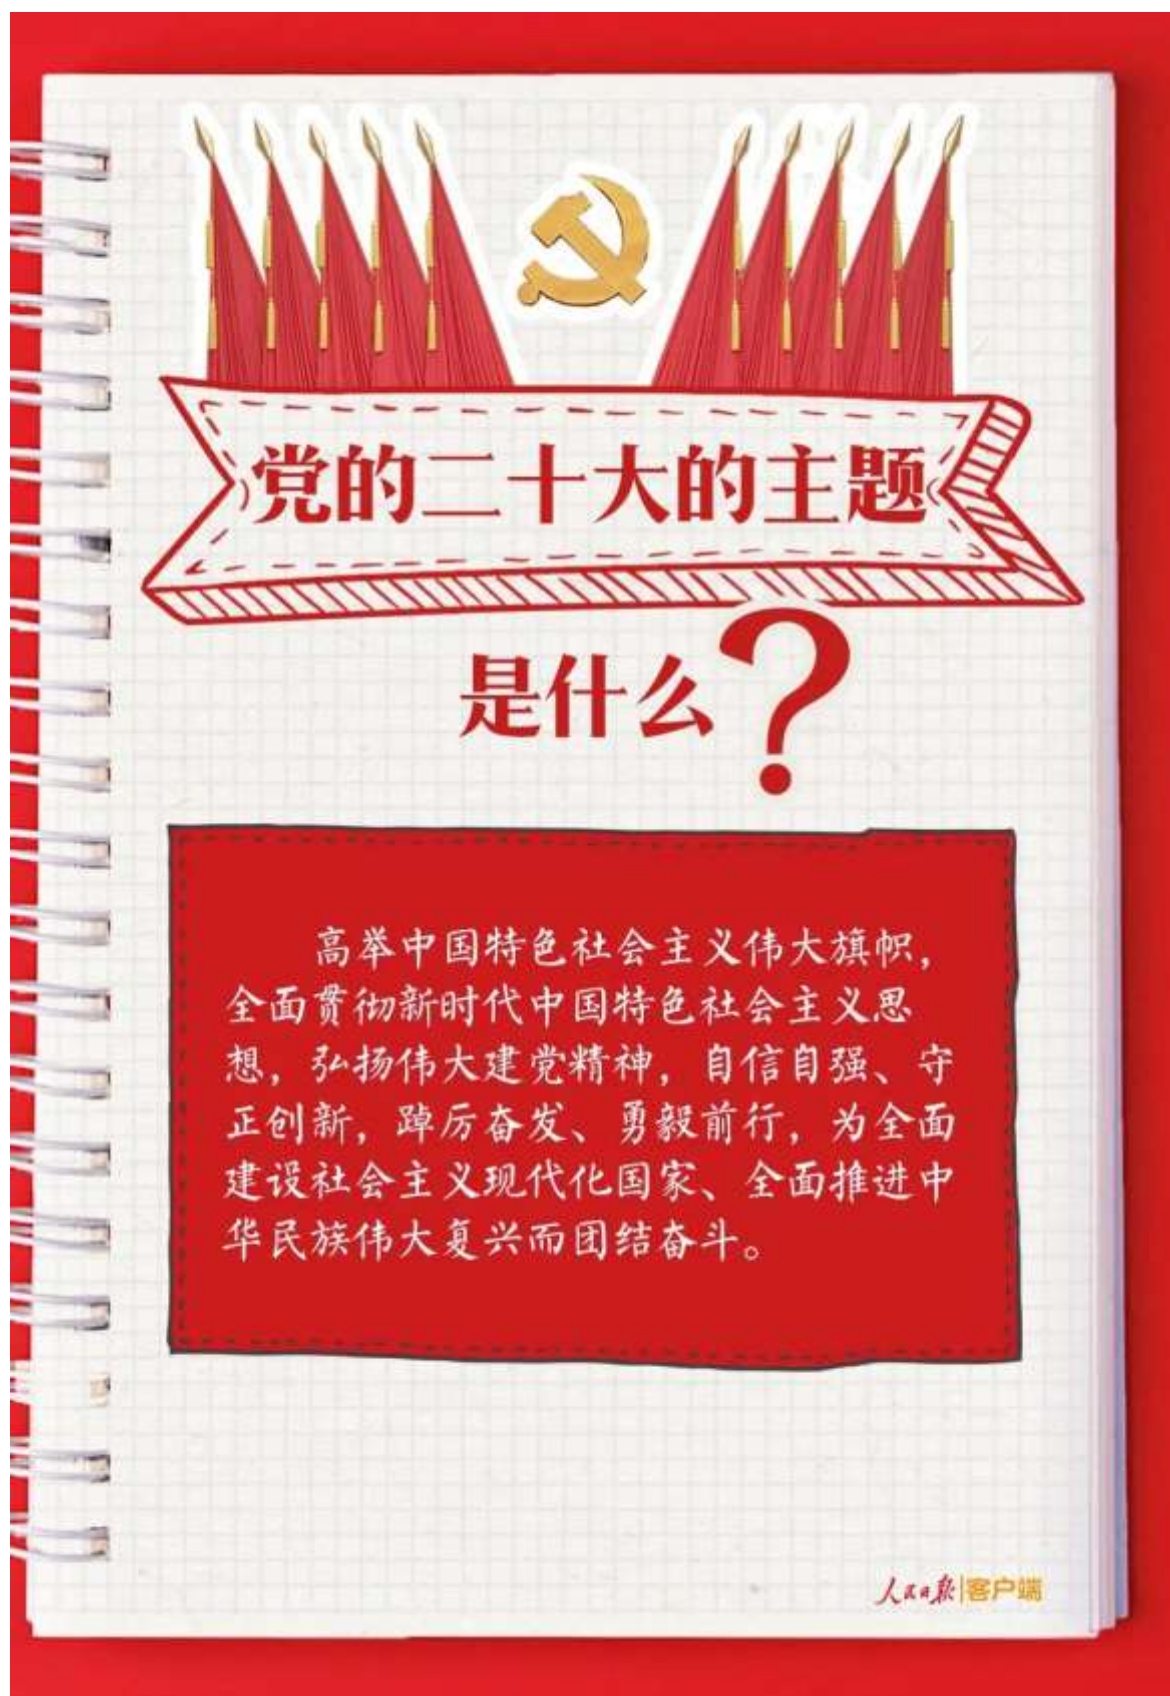 党的二十大的主题
是什么?
高举中国特色社会主义伟大旗帜,
全面贯彻新时代中国特色社会主义思
想，弘扬伟大建党精神，自信自强、守
正创新，踔厉奋发、勇毅前行，为全面
建设社会主义现代化国家、全面推进中
华民族伟大复兴而团结奋斗。
人民日报|客户端